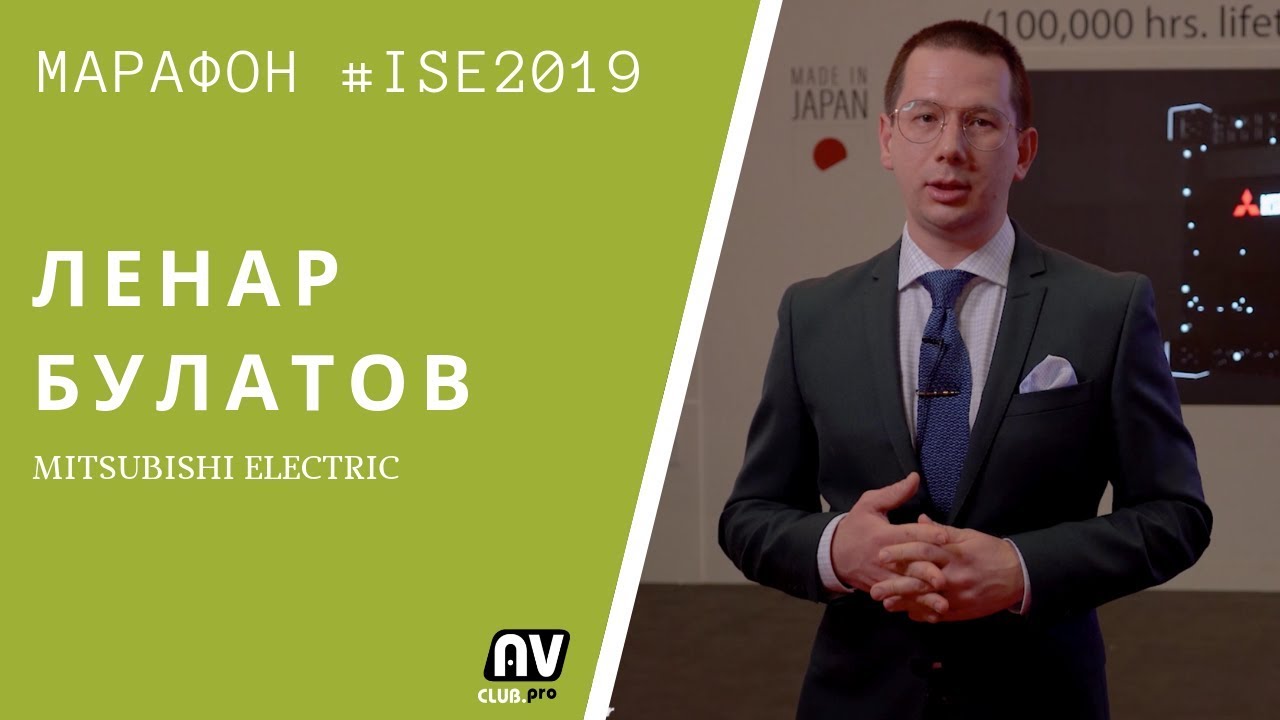 МАРАФОН #ISE2019
ЛЕНАР
БУЛАТОВ
MITSUBISHI ELECTRIC
AV
CLUB.pro
(100,000 hrs. lifet
MADE IN
JAPAN